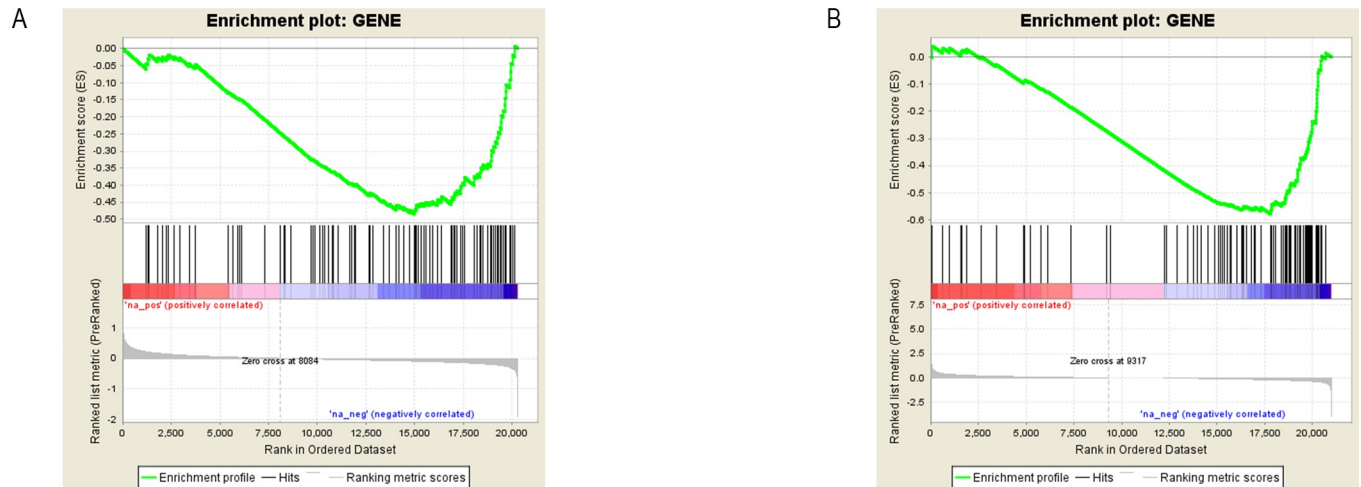 A
Enrichment plot: GENE
Enrichment score (ES)
0.00
-0.05
-0.10
-0.15
-0.20
-0.25
-0.30
-0.35
-0.40
-0.45
-0.50
'na_pos' (positively correlated)
Ranked list metric (PreRanked)
1
0
-1
-2
Zero cross at 8084
'na_neg' (negatively correlated)
0 2,500 5,000 7,500 10,000 12,500 15,000 17,500 20,000
Rank in Ordered Dataset
Enrichment profile Hits Ranking metric scores
B
Enrichment plot: GENE
Enrichment score (ES)
0.0
-0.1
-0.2
-0.3
-0.4
-0.5
-0.6
'na_pos' (positively correlated)
Ranked list metric (PreRanked)
7.5
5.0
2.5
0.0
-2.5
Zero cross at 9317
'na_neg' (negatively correlated)
0 2,500 5,000 7,500 10,000 12,500 15,000 17,500 20,000
Rank in Ordered Dataset
Enrichment profile Hits Ranking metric scores